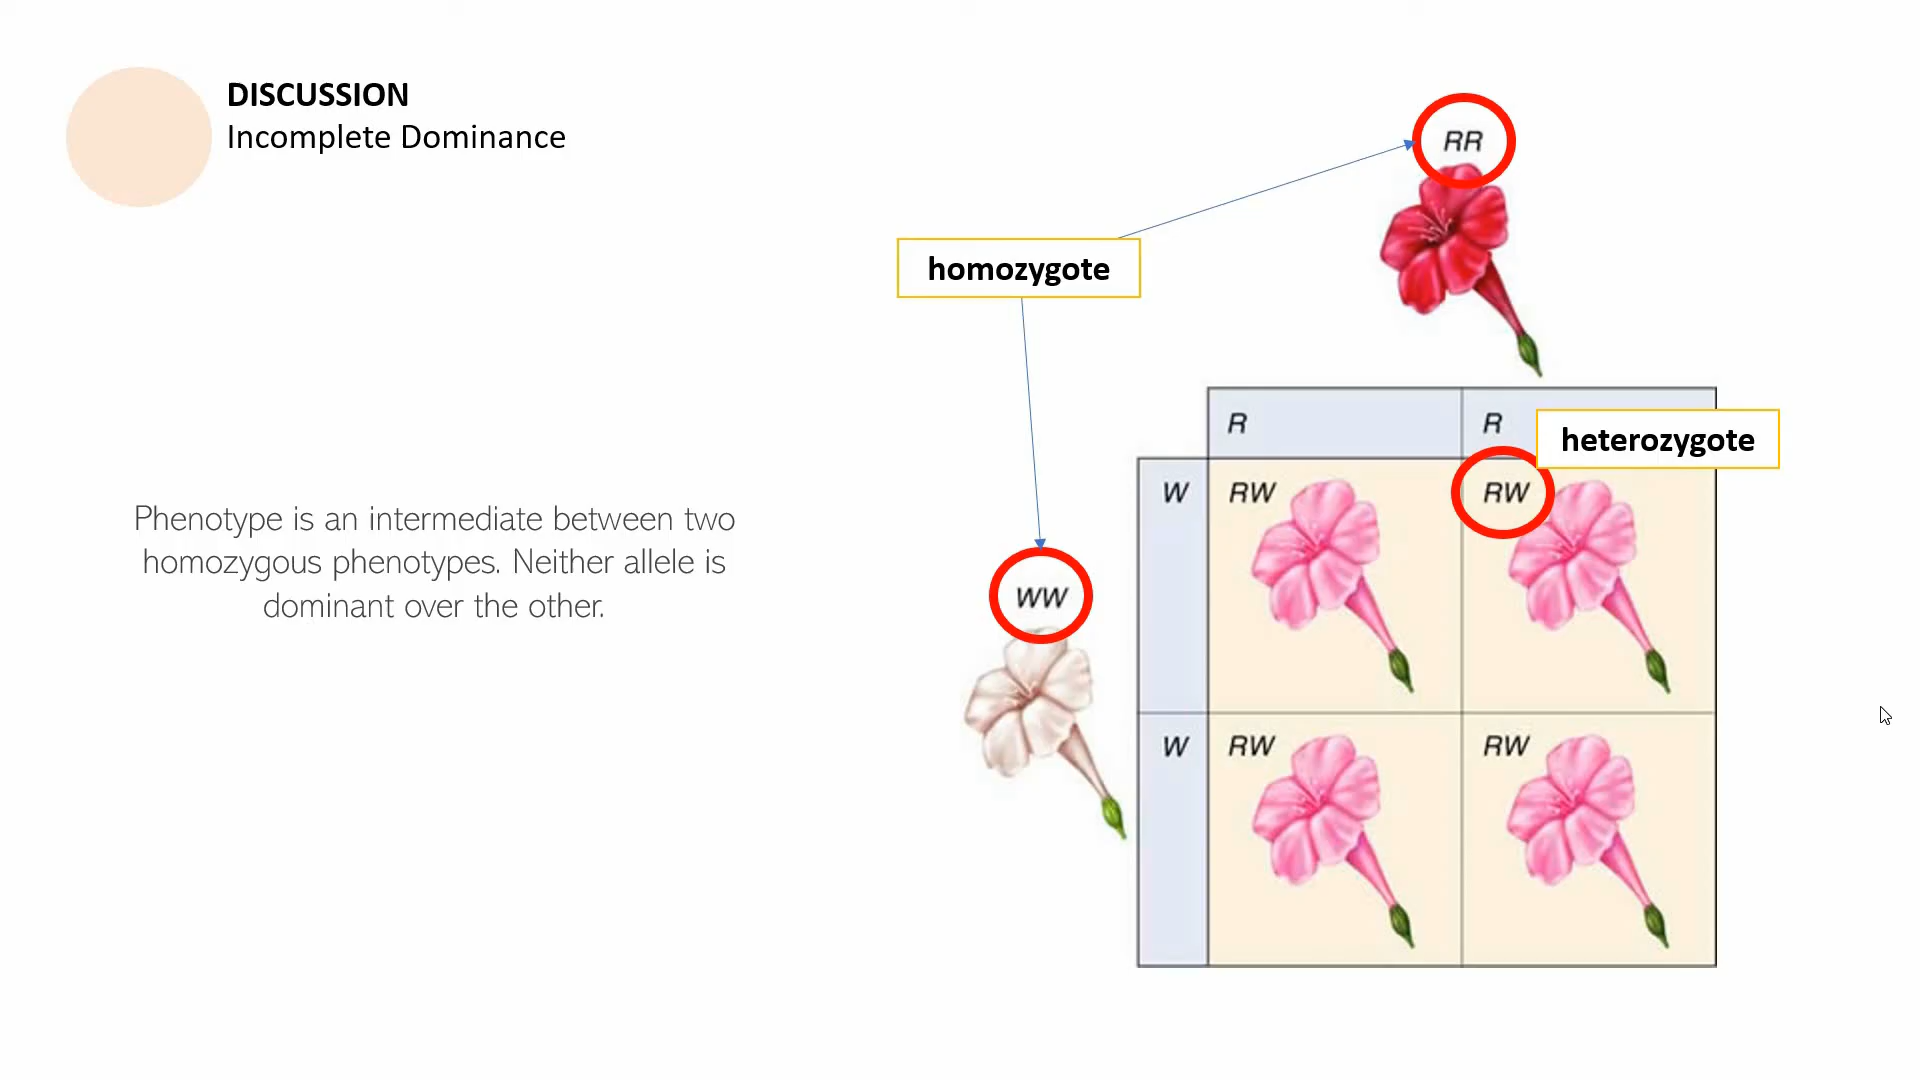 DISCUSSION
Incomplete Dominance
Phenotype is an intermediate between two
homozygous phenotypes. Neither allele is
dominant over the other.
RR
homozygote
R
R
heterozygote
W
RW
RW
WW
W
RW
RW